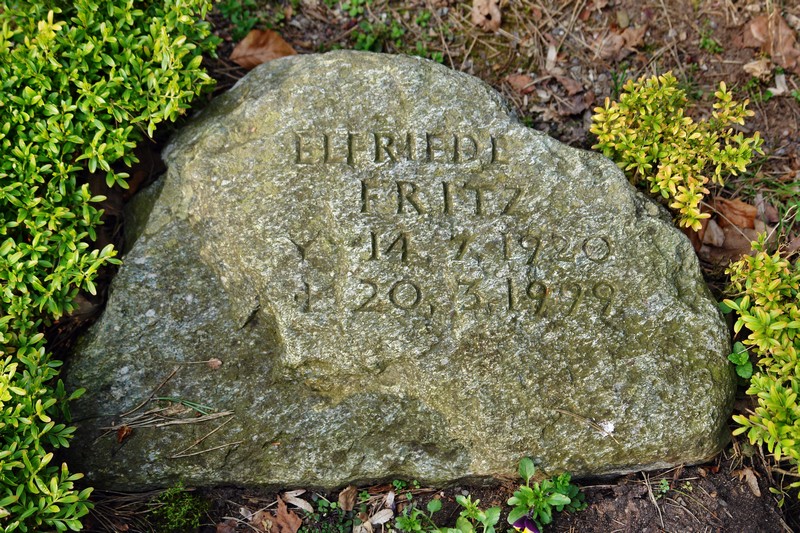 ELFRIEDE
FRITZ
Y 14. 7. 1920
† 20. 3. 1999